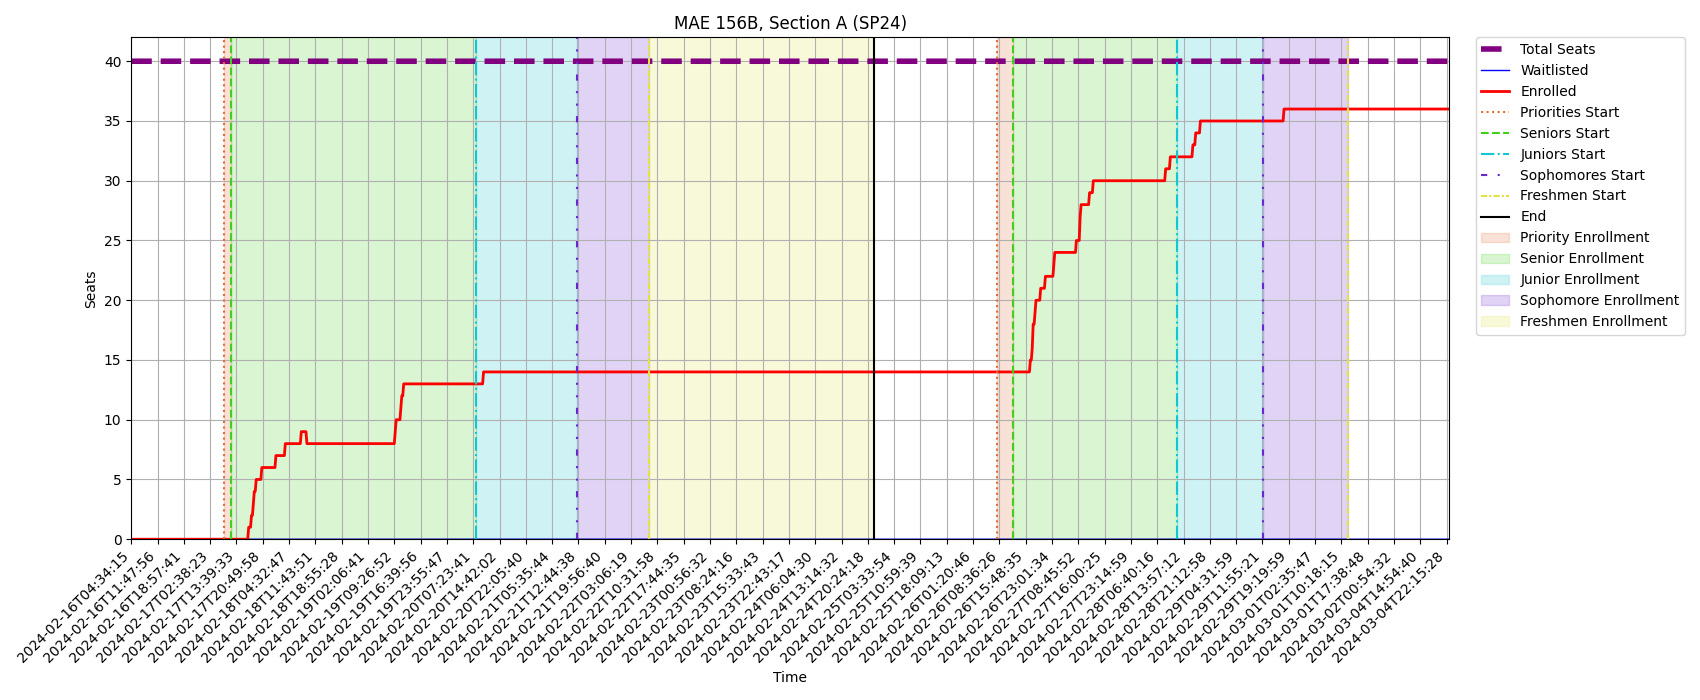 MAE 156B, Section A (SP24)
Seats
40
35
30
25
20
15
10
5
0
2024-02-16T04:34:15
2024-02-16T11:47:56
2024-02-16T18:57:41
2024-02-17T02:38:23
2024-02-17T13:39:33
2024-02-17T20:49:58
2024-02-18T04:32:47
2024-02-18T11:43:51
2024-02-18T18:55:28
2024-02-19T02:06:41
2024-02-19T09:26:52
2024-02-19T16:39:56
2024-02-19T23:55:47
2024-02-20T07:23:41
2024-02-20T14:42:02
2024-02-20T22:05:40
2024-02-21T05:35:44
2024-02-21T12:44:38
2024-02-21T19:56:40
2024-02-22T03:06:19
2024-02-22T10:31:58
2024-02-22T17:44:35
2024-02-23T00:56:32
2024-02-23T08:24:16
2024-02-23T15:33:43
2024-02-23T22:43:17
2024-02-24T06:04:30
2024-02-24T13:14:32
2024-02-24T20:24:18
2024-02-25T03:33:54
2024-02-25T10:59:39
2024-02-25T18:09:13
2024-02-26T01:20:46
2024-02-26T08:36:26
2024-02-26T15:48:35
2024-02-26T23:01:34
2024-02-27T08:45:52
2024-02-27T16:00:25
2024-02-27T23:14:59
2024-02-28T06:40:16
2024-02-28T13:57:12
2024-02-28T21:12:58
2024-02-29T04:31:59
2024-02-29T11:55:21
2024-02-29T19:19:59
2024-03-01T02:35:47
2024-03-01T10:18:15
2024-03-01T17:38:48
2024-03-02T00:54:32
2024-03-04T14:54:40
2024-03-04T22:15:28
Time
Total Seats
Waitlisted
Enrolled
Priorities Start
Seniors Start
Juniors Start
Sophomores Start
Freshmen Start
End
Priority Enrollment
Senior Enrollment
Junior Enrollment
Sophomore Enrollment
Freshmen Enrollment